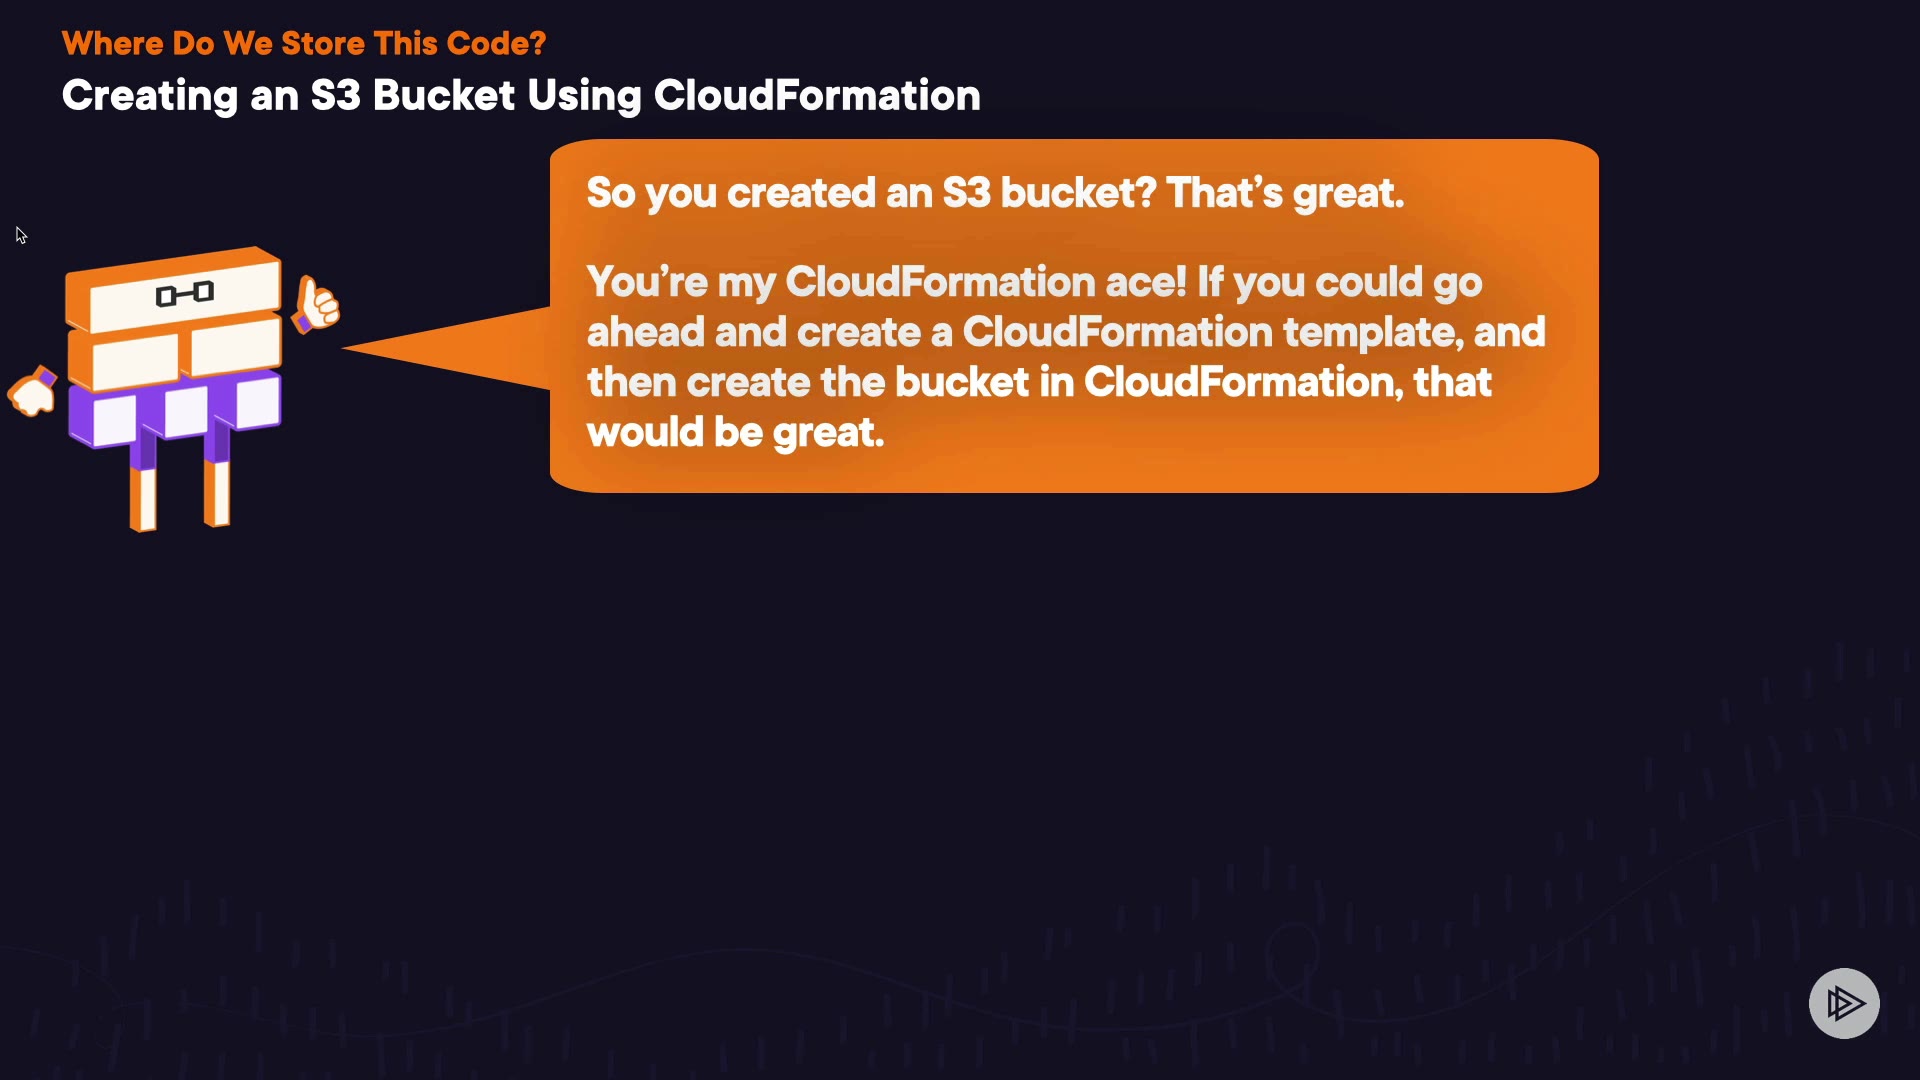 Where Do We Store This Code?
Creating an S3 Bucket Using CloudFormation
So you created an S3 bucket? That's great.
You're my CloudFormation ace! If you could go
ahead and create a CloudFormation template, and
then create the bucket in CloudFormation, that
would be great.